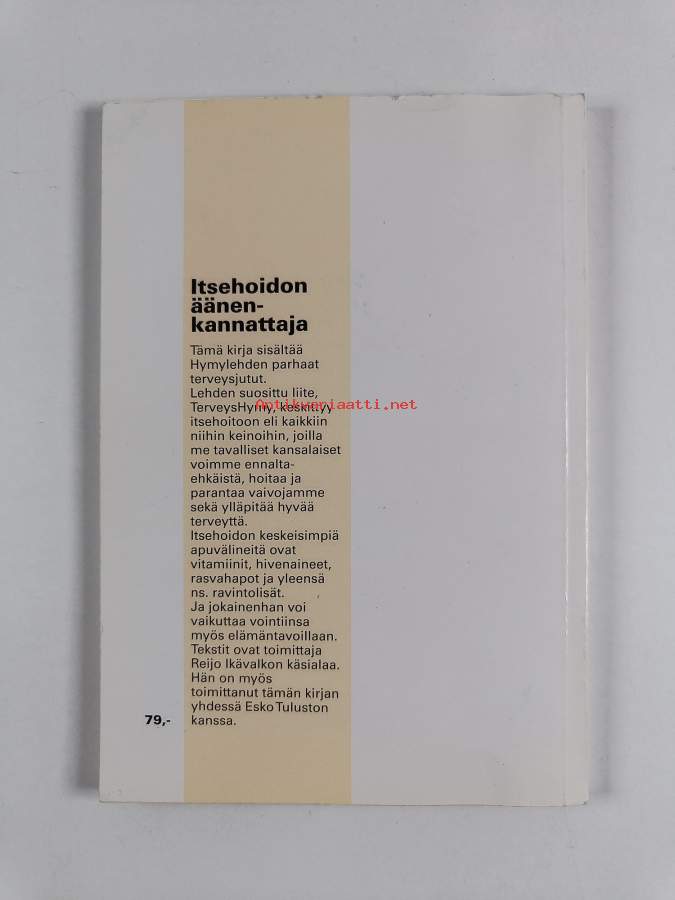 Itsehoidon
äänen-
kannattaja
Tämä kirja sisältää
Hymylehden parhaat
terveysjutut.
Lehden suosittu liite,
TerveysHymy, keskittyy
itsehoitoon eli kaikkiin
niihin keinoihin, joilla
me tavalliset kansalaiset
voimme ennalta-
ehkäistä, hoitaa ja
parantaa vaivojamme
sekä ylläpitää hyvää
terveyttä.
Itsehoidon keskeisimpiä
apuvälineitä ovat
vitamiinit, hivenaineet,
rasvahapot ja yleensä
ns. ravintolisät.
Ja jokainenhan voi
vaikuttaa vointiinsa
myös elämäntavoillaan.
Tekstit ovat toimittaja
Reijo Ikävalkon käsialaa.
Hän on myös
toimittanut tämän kirjan
yhdessä Esko Tuluston
kanssa.
79,-
Antikvariaatti.net